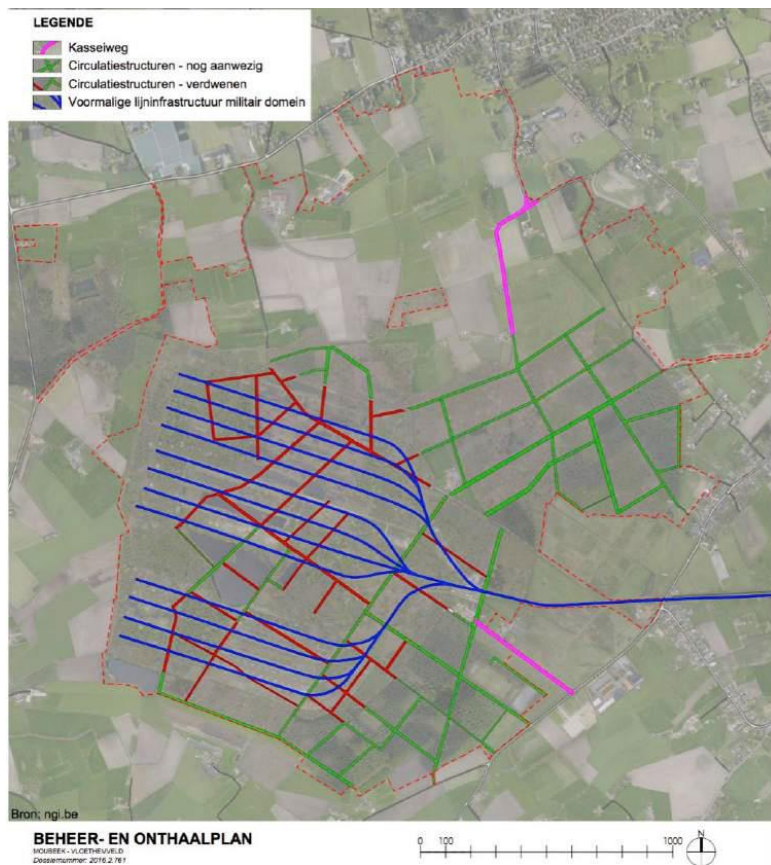 LEGENDE
Kasseiweg
Circulatiestructuren - nog aanwezig
Circulatiestructuren - verdwenen
Voormalige lijninfrastructuur militair domein
Bron: ngi.be
BEHEER- EN ONTHAALPLAN
MOUBEEK - VLOETHEMVELD
Dossiernummer: 2016.2.761
0 100 1000
N